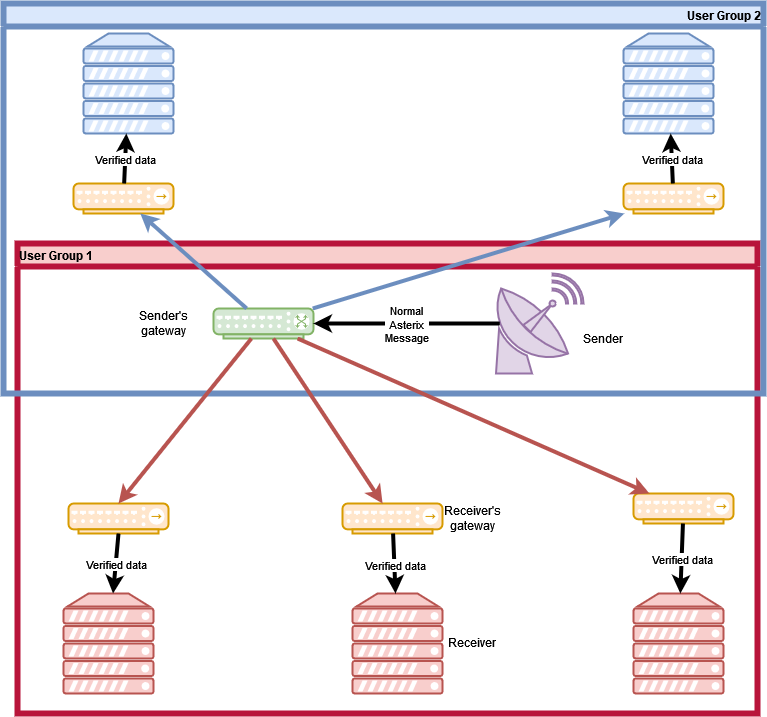 User Group 2
Verified data
Verified data
User Group 1
Sender's
gateway
Normal
Asterix
Message
Sender
Receiver's
gateway
Verified data
Verified data
Verified data
Receiver